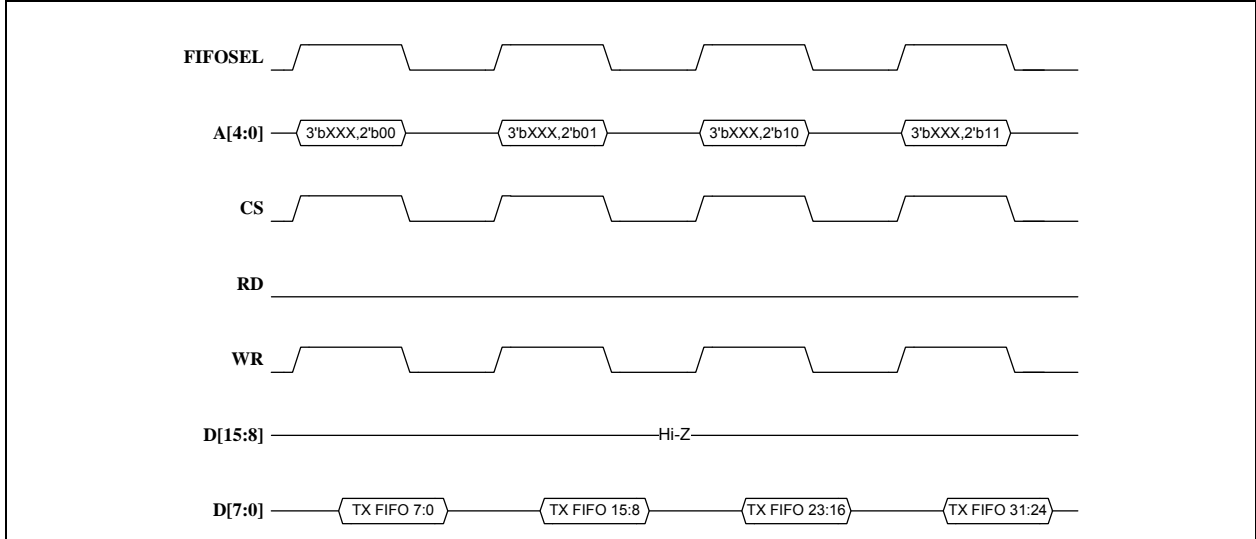 FIFOSEL
A[4:0] 3'bXXX,2'b00 3'bXXX,2'b01 3'bXXX,2'b10 3'bXXX,2'b11
CS
RD
WR
D[15:8] Hi-Z
D[7:0] TX FIFO 7:0 TX FIFO 15:8 TX FIFO 23:16 TX FIFO 31:24